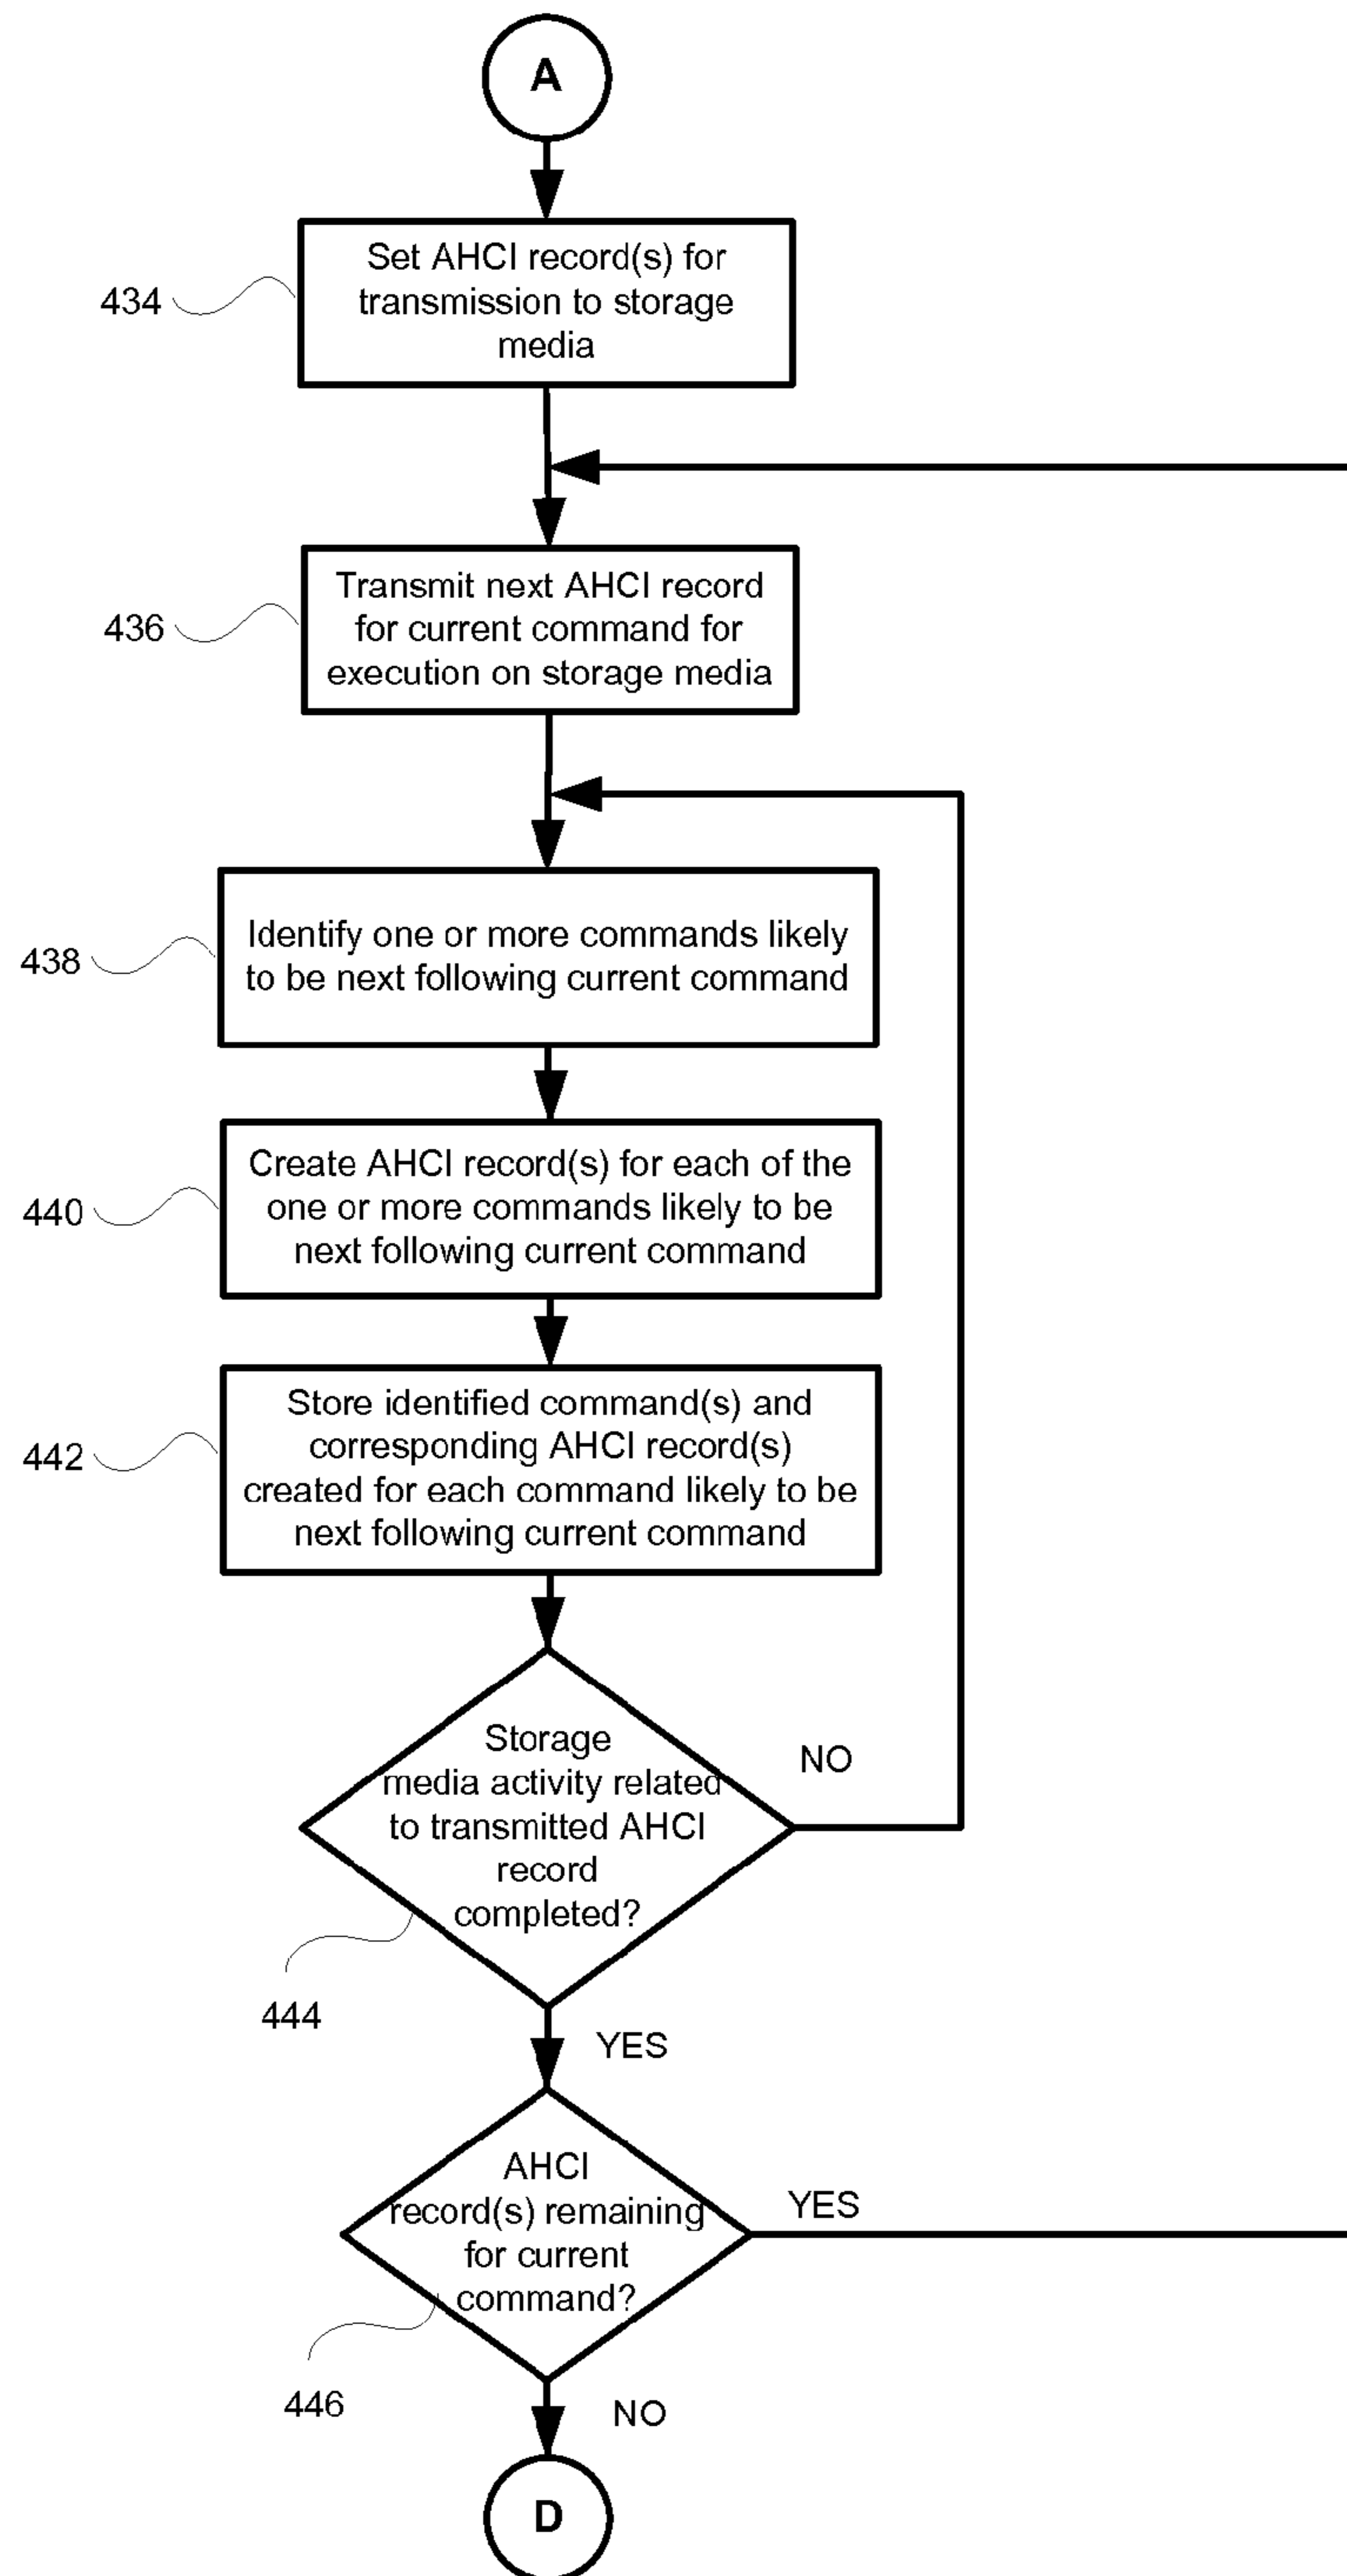 A
Set AHCI record(s) for
transmission to storage
media
434
Transmit next AHCI record
for current command for
execution on storage media
436
Identify one or more commands likely
to be next following current command
438
Create AHCI record(s) for each of the
one or more commands likely to be
next following current command
440
Store identified command(s) and
corresponding AHCI record(s)
created for each command likely to be
next following current command
442
Storage
media activity related
to transmitted AHCI
record
completed?
NO
444
YES
AHCI
record(s) remaining
for current
command?
YES
446
NO
D